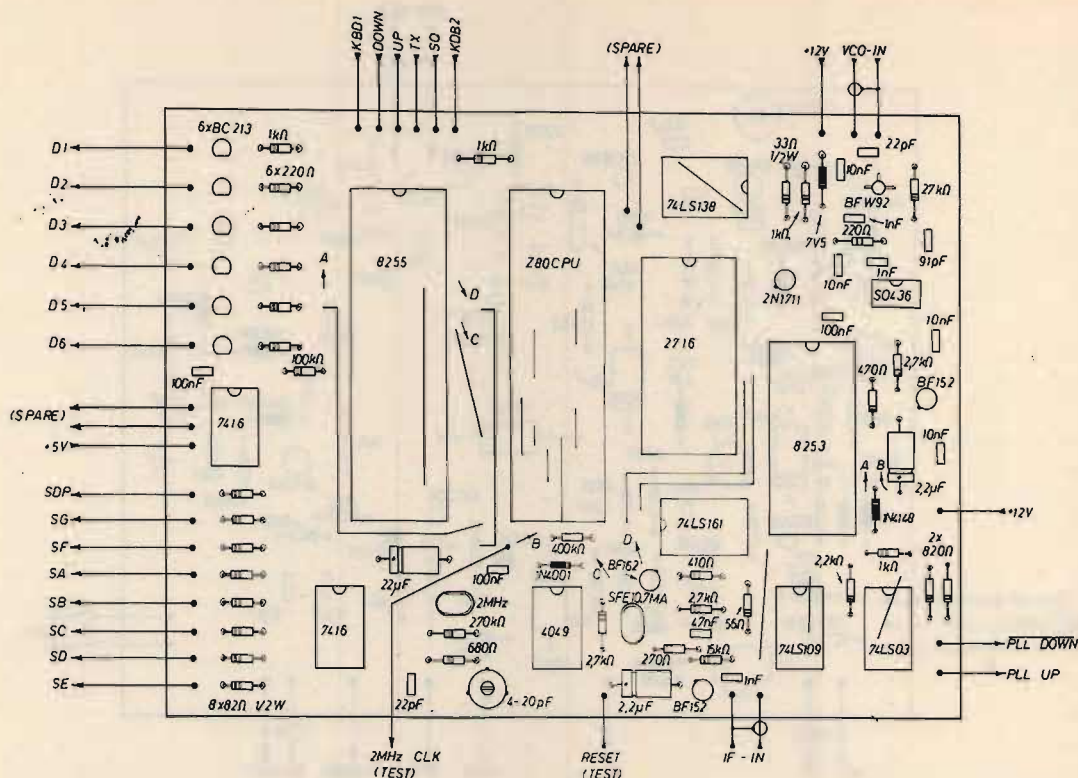 KBD1
DOWN
UP
TX
SO
KDB2
(SPARE)
+12V
VCO-IN
6xBC 213
1kΩ
D1
D2
D3
D4
D5
D6
6x220Ω
1kΩ
33Ω
1/2W
22pF
10nF
74LS138
BFW92
27kΩ
1kΩ
7V5
1nF
220Ω
91pF
A
8255
Z80CPU
D
C
2N1711
10nF
1nF
SO436
100nF
10nF
2716
100kΩ
100nF
470Ω
2,7kΩ
BF152
(SPARE)
+5V
7416
8253
10nF
A
B
2,2µF
SDP
SG
SF
SA
SB
SC
SD
SE
74LS161
1N4148
+12V
B
400kΩ
D
22µF
100nF
1N4001
C
BF162
410Ω
2,2kΩ
1kΩ
2x
820Ω
2MHz
SFE10.7MA
2,7kΩ
56Ω
7416
270kΩ
4049
47nF
680Ω
2,7kΩ
270Ω
15kΩ
74LS109
74LS03
PLL DOWN
PLL UP
8x82Ω 1/2W
22pF
4-20pF
2,2µF
BF152
1nF
2MHz CLK
(TEST)
RESET
(TEST)
IF-IN